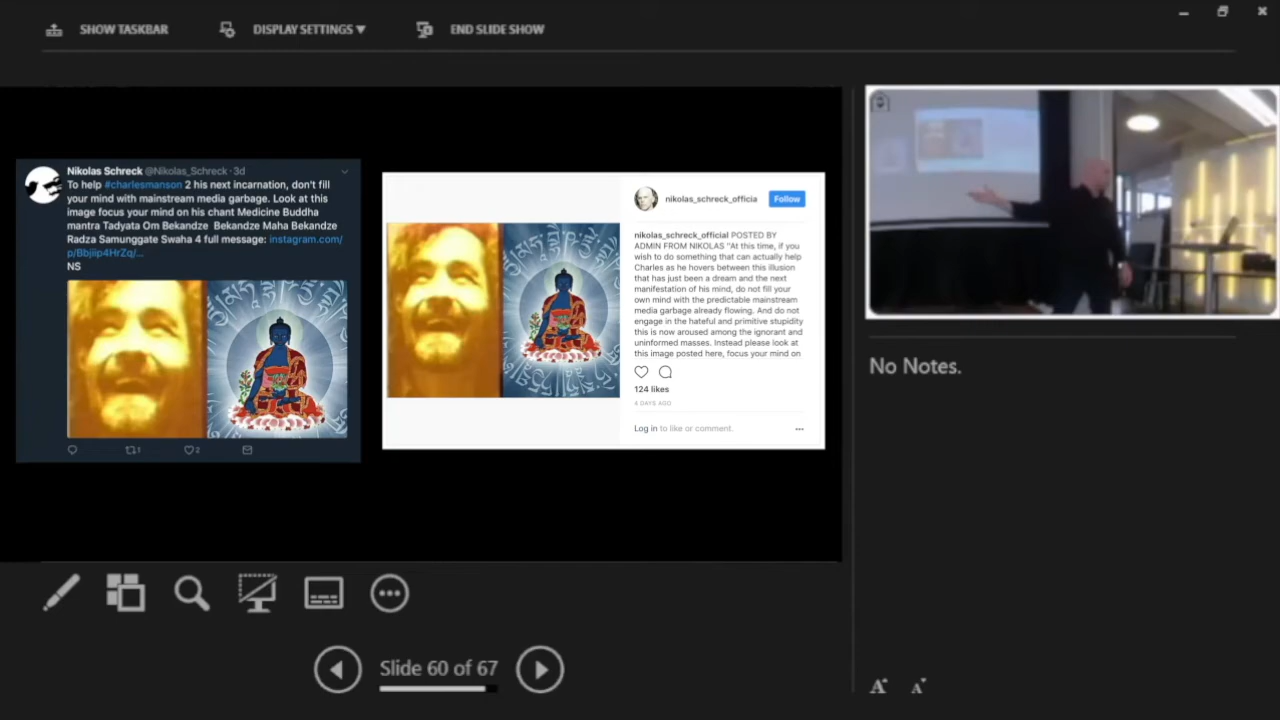 SHOW TASKBAR
DISPLAY SETTINGS ▼
END SLIDE SHOW
Nikolas Schreck @Nikolas_Schreck · 3d
To help #charlesmanson 2 his next incarnation, don't fill
your mind with mainstream media garbage. Look at this
image focus your mind on his chant Medicine Buddha
mantra Tadyata Om Bekandze Bekandze Maha Bekandze
Radza Samunggate Swaha 4 full message: instagram.com/
p/Bbjiip4HrZq/...
NS
1
2
nikolas_schreck_officia
Follow
nikolas_schreck_official POSTED BY
ADMIN FROM NIKOLAS "At this time, if you
wish to do something that can actually help
Charles as he hovers between this illusion
that has just been a dream and the next
manifestation of his mind, do not fill your
own mind with the predictable mainstream
media garbage already flowing. And do not
engage in the hateful and primitive stupidity
this is now aroused among the ignorant and
uninformed masses. Instead please look at
this image posted here, focus your mind on
124 likes
4 DAYS AGO
Log in to like or comment.
No Notes.
Slide 60 of 67
A
A